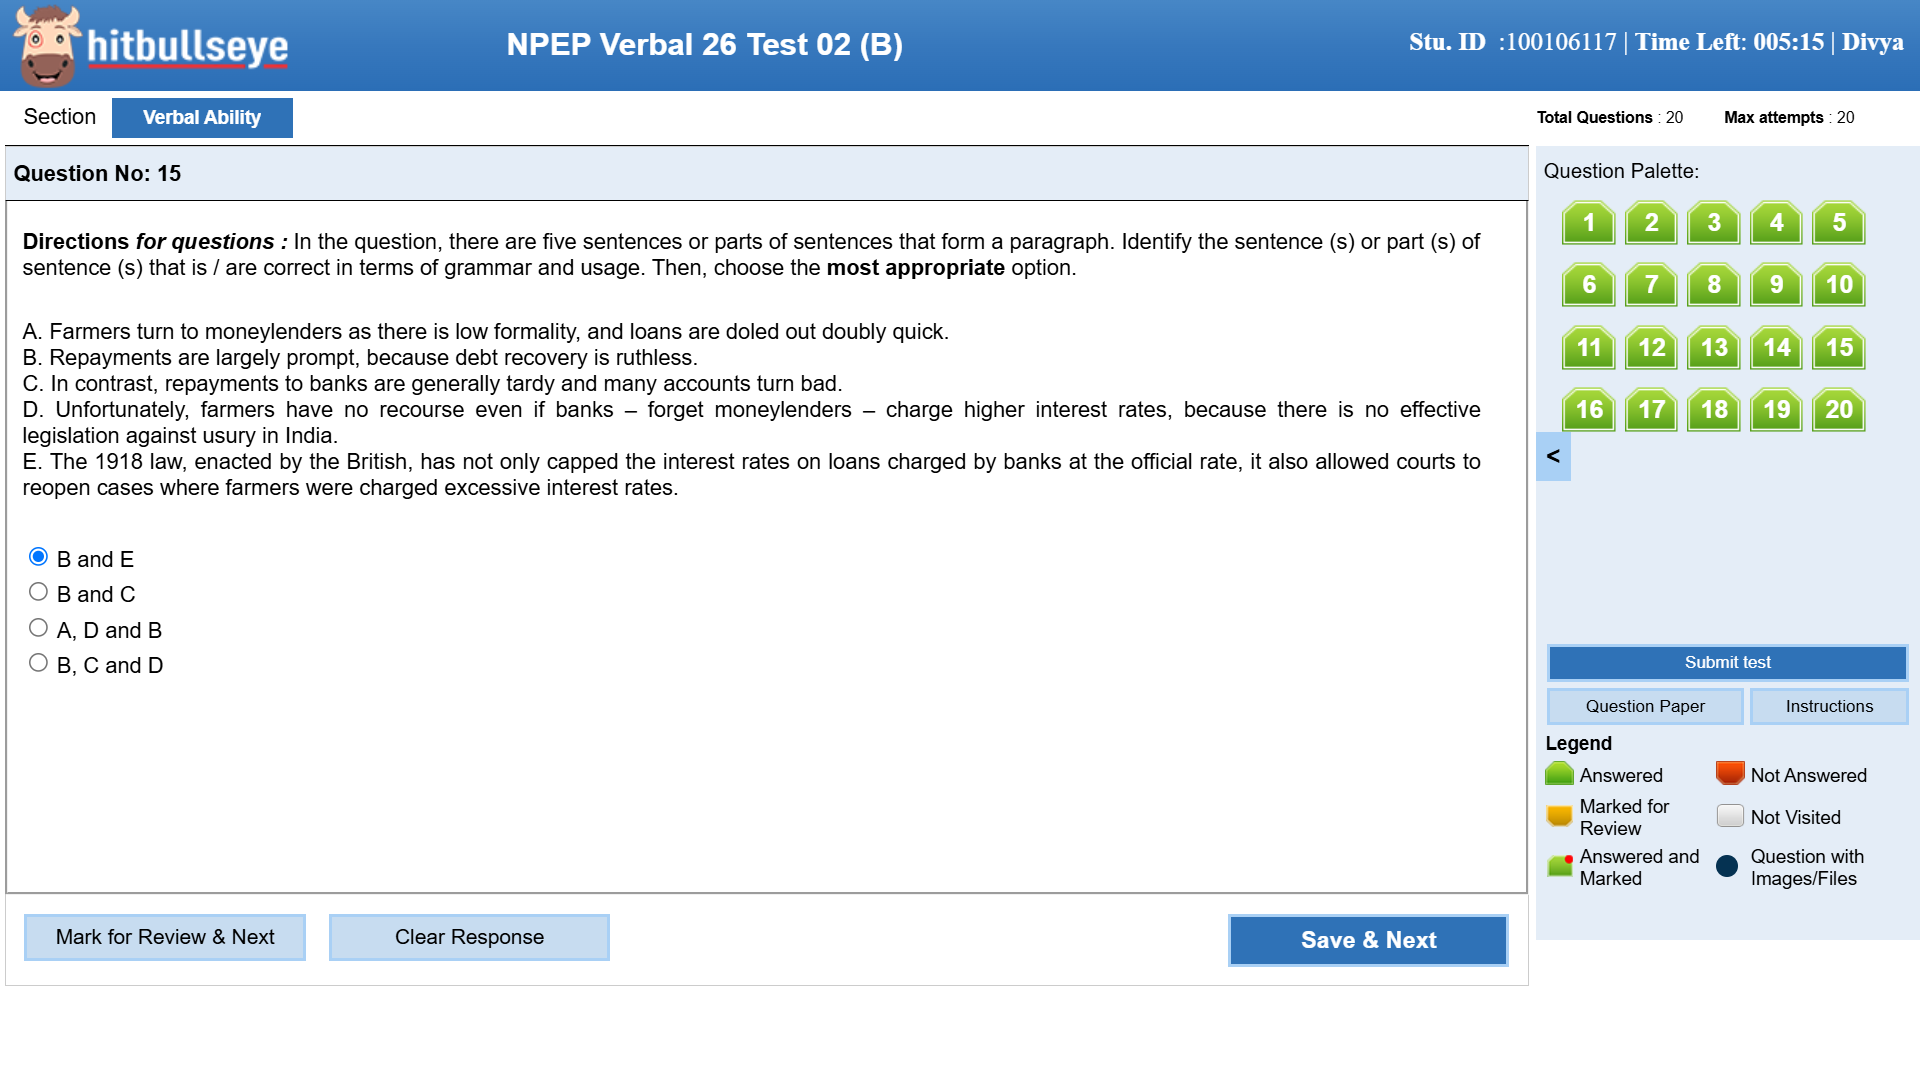 hitbullseye
NPEP Verbal 26 Test 02 (B)
Stu. ID :100106117 | Time Left: 005:15 | Divya
Section
Verbal Ability
Total Questions : 20
Max attempts : 20
Question No: 15
Directions for questions : In the question, there are five sentences or parts of sentences that form a paragraph. Identify the sentence (s) or part (s) of
sentence (s) that is / are correct in terms of grammar and usage. Then, choose the most appropriate option.
A. Farmers turn to moneylenders as there is low formality, and loans are doled out doubly quick.
B. Repayments are largely prompt, because debt recovery is ruthless.
C. In contrast, repayments to banks are generally tardy and many accounts turn bad.
D. Unfortunately, farmers have no recourse even if banks – forget moneylenders – charge higher interest rates, because there is no effective
legislation against usury in India.
E. The 1918 law, enacted by the British, has not only capped the interest rates on loans charged by banks at the official rate, it also allowed courts to
reopen cases where farmers were charged excessive interest rates.
B and E
B and C
A, D and B
B, C and D
Mark for Review & Next
Clear Response
Save & Next
Question Palette:
1 2 3 4 5
6 7 8 9 10
11 12 13 14 15
16 17 18 19 20
<
Submit test
Question Paper
Instructions
Legend
Answered
Not Answered
Marked for
Review
Not Visited
Answered and
Marked
Question with
Images/Files